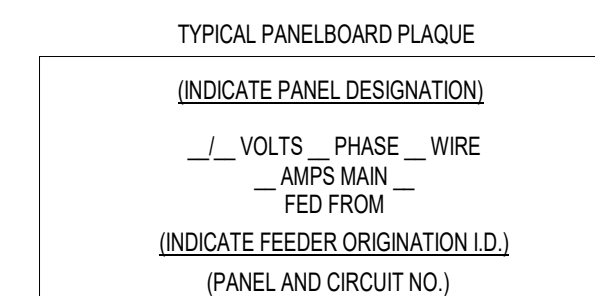 TYPICAL PANELBOARD PLAQUE
(INDICATE PANEL DESIGNATION)
__/__ VOLTS __ PHASE __ WIRE
__ AMPS MAIN __
FED FROM
(INDICATE FEEDER ORIGINATION I.D.)
(PANEL AND CIRCUIT NO.)